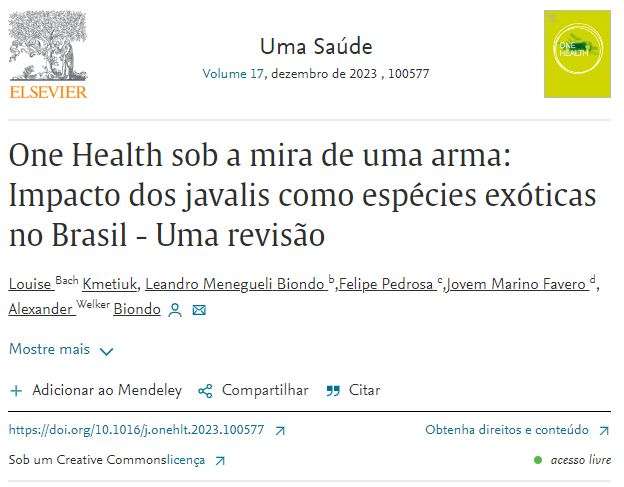 ELSEVIER
Uma Saúde
Volume 17, dezembro de 2023 , 100577
ONE
HEALTH
One Health sob a mira de uma arma:
Impacto dos javalis como espécies exóticas
no Brasil - Uma revisão
Louise Bach Kmetiuk, Leandro Menegueli Biondo b,Felipe Pedrosa c,Jovem Marino Favero d,
Alexander Welker Biondo
Mostre mais
Adicionar ao Mendeley Compartilhar Citar
https://doi.org/10.1016/j.onehlt.2023.100577 Obtenha direitos e conteúdo
Sob um Creative Commonslicença acesso livre